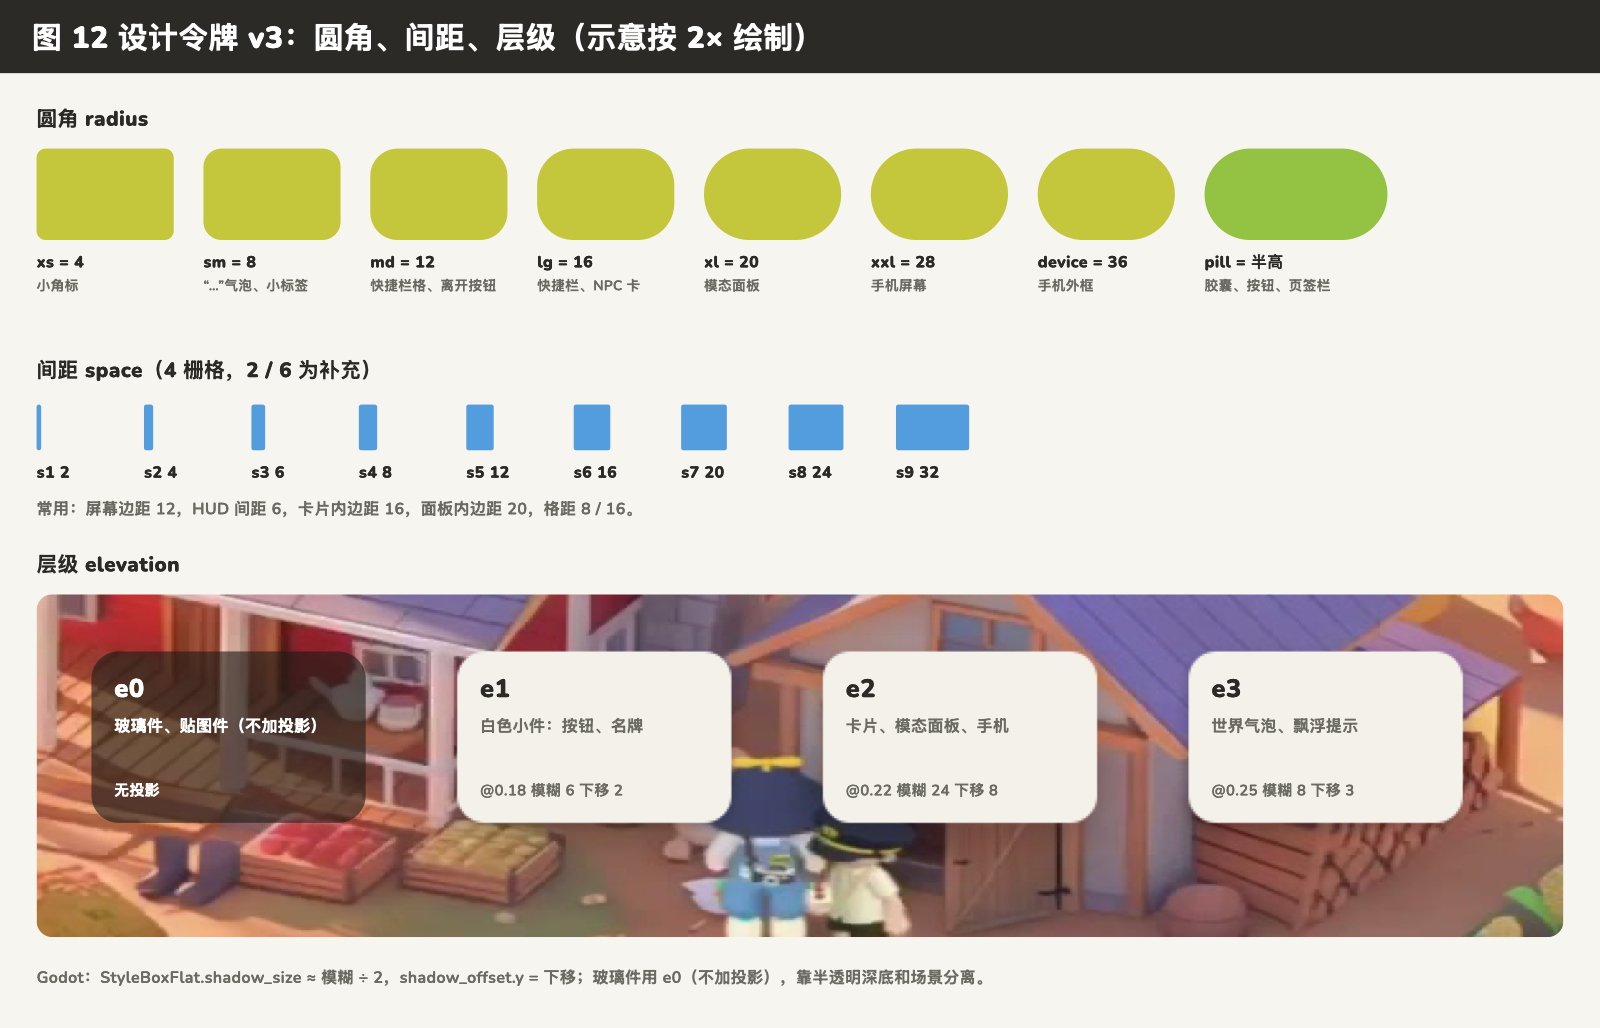 图 12 设计令牌 v3：圆角、间距、层级（示意按 2× 绘制）
圆角 radius
xs = 4
小角标
sm = 8
“…”气泡、小标签
md = 12
快捷栏格、离开按钮
lg = 16
快捷栏、NPC 卡
xl = 20
模态面板
xxl = 28
手机屏幕
device = 36
手机外框
pill = 半高
胶囊、按钮、页签栏
间距 space（4 栅格，2 / 6 为补充）
s1 2
s2 4
s3 6
s4 8
s5 12
s6 16
s7 20
s8 24
s9 32
常用：屏幕边距 12，HUD 间距 6，卡片内边距 16，面板内边距 20，格距 8 / 16。
层级 elevation
e0
玻璃件、贴图件（不加投影）
无投影
e1
白色小件：按钮、名牌
@0.18 模糊 6 下移 2
e2
卡片、模态面板、手机
@0.22 模糊 24 下移 8
e3
世界气泡、飘浮提示
@0.25 模糊 8 下移 3
Godot：StyleBoxFlat.shadow_size ≈ 模糊 ÷ 2，shadow_offset.y = 下移；玻璃件用 e0（不加投影），靠半透明深底和场景分离。